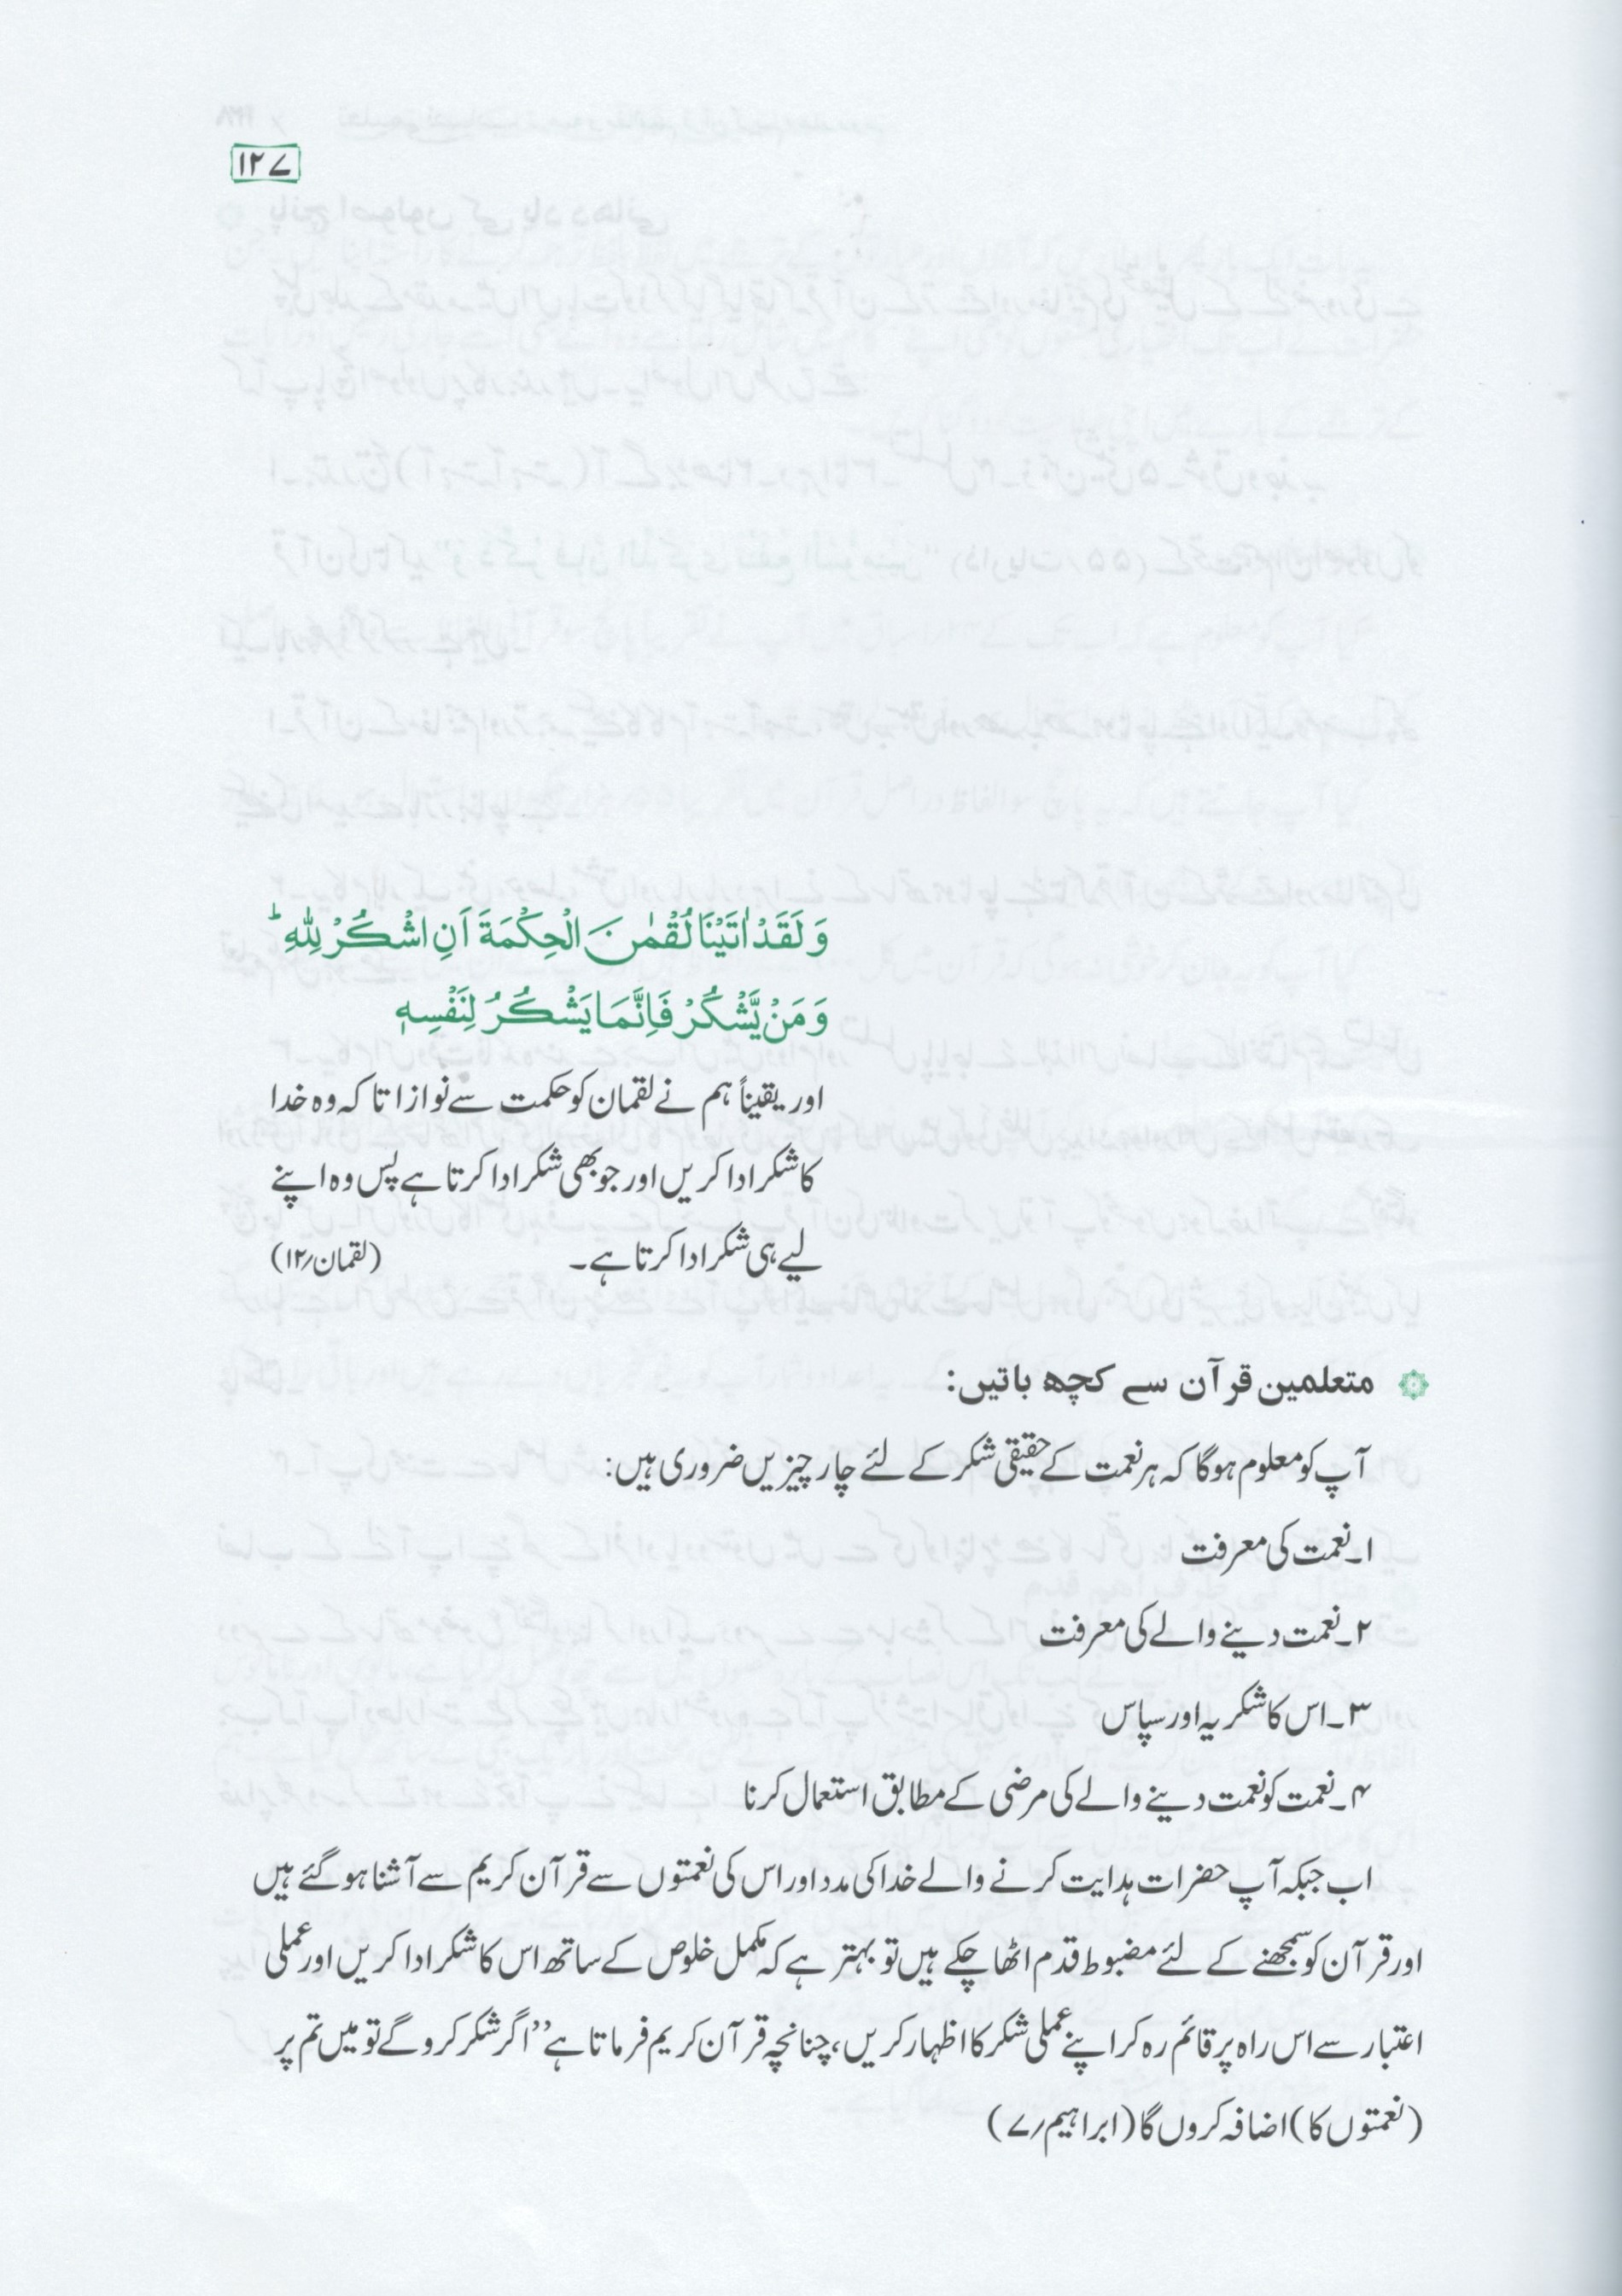 ۱۲۷
وَلَقَدْ اٰتَيْنَا لُقْمٰنَ الْحِكْمَةَ اَنِ اشْكُرْ لِلّٰهِ ؕ
وَمَنْ يَّشْكُرْ فَاِنَّمَا يَشْكُرُ لِنَفْسِهٖ
اور یقیناً ہم نے لقمان کو حکمت سے نوازا تا کہ وہ خدا
کا شکر ادا کریں اور جو بھی شکر ادا کرتا ہے پس وہ اپنے
لیے ہی شکر ادا کرتا ہے۔ (لقمان/۱۲)
متعلمین قرآن سے کچھ باتیں:
آپ کو معلوم ہوگا کہ ہر نعمت کے حقیقی شکر کے لئے چار چیزیں ضروری ہیں:
۱۔نعمت کی معرفت
۲۔نعمت دینے والے کی معرفت
۳۔اس کا شکریہ اور سپاس
۴۔نعمت کو نعمت دینے والے کی مرضی کے مطابق استعمال کرنا
اب جبکہ آپ حضرات ہدایت کرنے والے خدا کی مدد اور اس کی نعمتوں سے قرآن کریم سے آشنا ہو گئے ہیں
اور قرآن کو سمجھنے کے لئے مضبوط قدم اٹھا چکے ہیں تو بہتر ہے کہ مکمل خلوص کے ساتھ اس کا شکر ادا کریں اور عملی
اعتبار سے اس راہ پر قائم رہ کر اپنے عملی شکر کا اظہار کریں، چنانچہ قرآن کریم فرماتا ہے ’’اگر شکر کرو گے تو میں تم پر
(نعمتوں کا) اضافہ کروں گا (ابراہیم/۷)